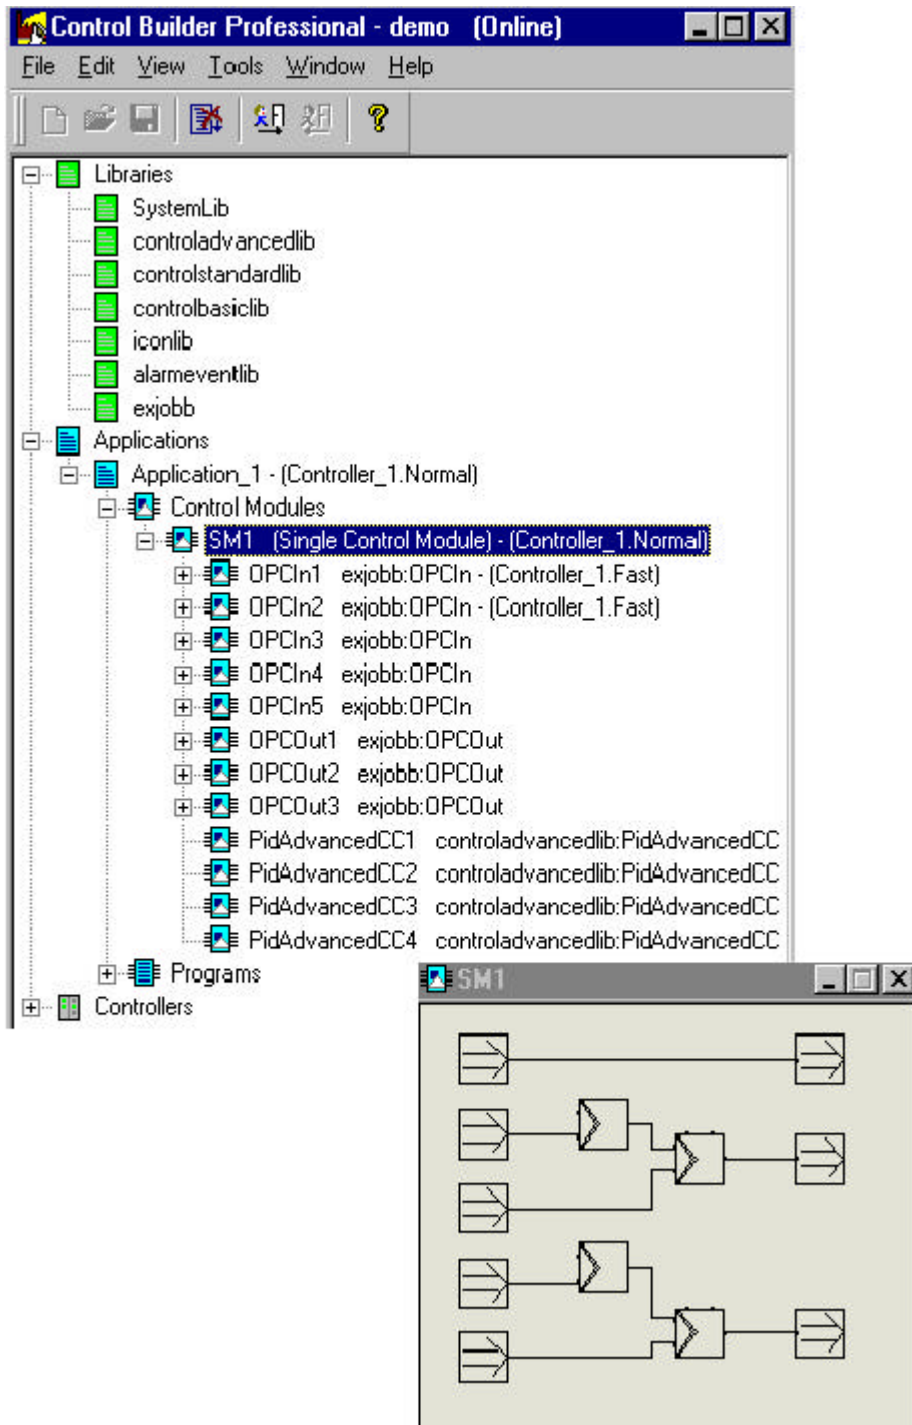 Control Builder Professional - demo (Online)
File Edit View Tools Window Help
Libraries
SystemLib
controladvancedlib
controlstandardlib
controlbasiclib
iconlib
alarmeventlib
exjobb
Applications
Application_1 - (Controller_1.Normal)
Control Modules
SM1 (Single Control Module) - (Controller_1.Normal)
OPCIn1 exjobb:OPCIn - (Controller_1.Fast)
OPCIn2 exjobb:OPCIn - (Controller_1.Fast)
OPCIn3 exjobb:OPCIn
OPCIn4 exjobb:OPCIn
OPCIn5 exjobb:OPCIn
OPCOut1 exjobb:OPCOut
OPCOut2 exjobb:OPCOut
OPCOut3 exjobb:OPCOut
PidAdvancedCC1 controladvancedlib:PidAdvancedCC
PidAdvancedCC2 controladvancedlib:PidAdvancedCC
PidAdvancedCC3 controladvancedlib:PidAdvancedCC
PidAdvancedCC4 controladvancedlib:PidAdvancedCC
Programs
Controllers
SM1